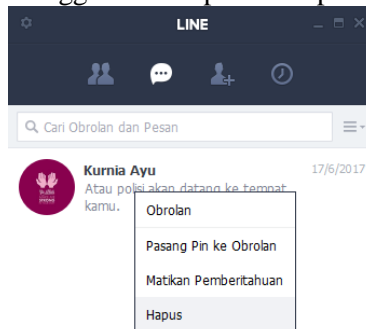 LINE
Cari Obrolan dan Pesan
Kurnia Ayu
17/6/2017
Atau polisi akan datang ke tempat
kamu.
Obrolan
Pasang Pin ke Obrolan
Matikan Pemberitahuan
Hapus